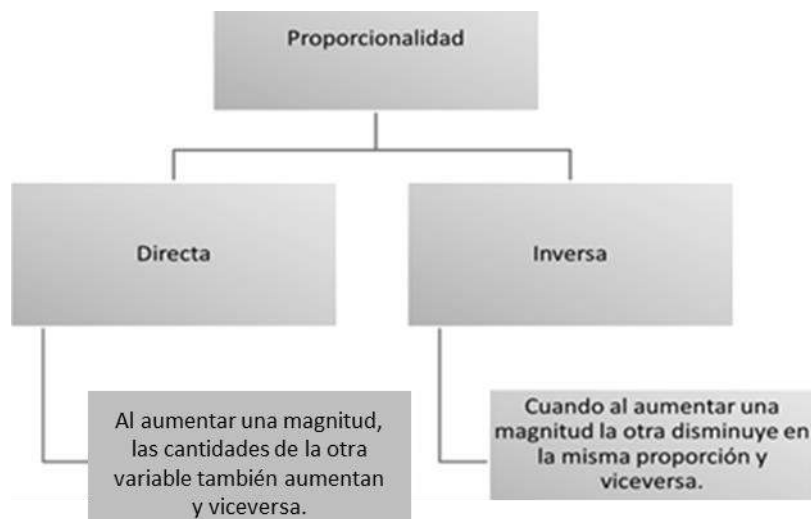 Proporcionalidad
Directa
Inversa
Al aumentar una magnitud,
las cantidades de la otra
variable también aumentan
y viceversa.
Cuando al aumentar una
magnitud la otra disminuye en
la misma proporción y
viceversa.